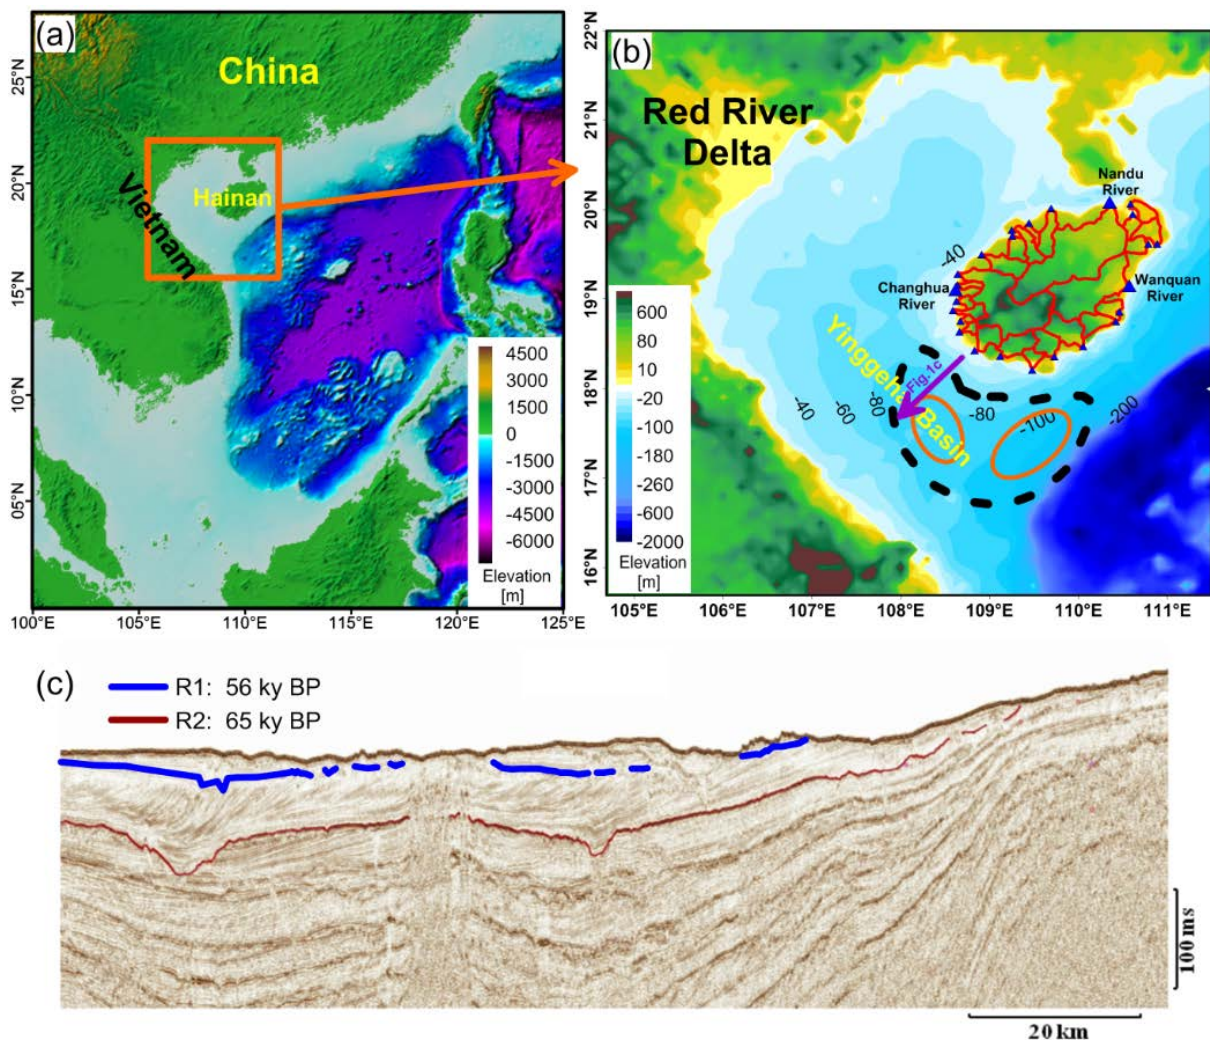 (a)
China
Hainan
Vietnam
25°N
20°N
15°N
10°N
05°N
100°E
105°E
110°E
115°E
120°E
125°E
4500
3000
1500
0
-1500
-3000
-4500
-6000
Elevation
[m]
(b)
Red River
Delta
Nandu
River
Changhua
River
Wanquan
River
-40
Yinggehai Basin
Fig.1c
-40
-60
-80
-80
-100
-200
22°N
21°N
20°N
19°N
18°N
17°N
16°N
105°E
106°E
107°E
108°E
109°E
110°E
111°E
600
80
10
-20
-100
-180
-260
-600
-2000
Elevation
[m]
(c)
R1: 56 ky BP
R2: 65 ky BP
100 ms
20 km